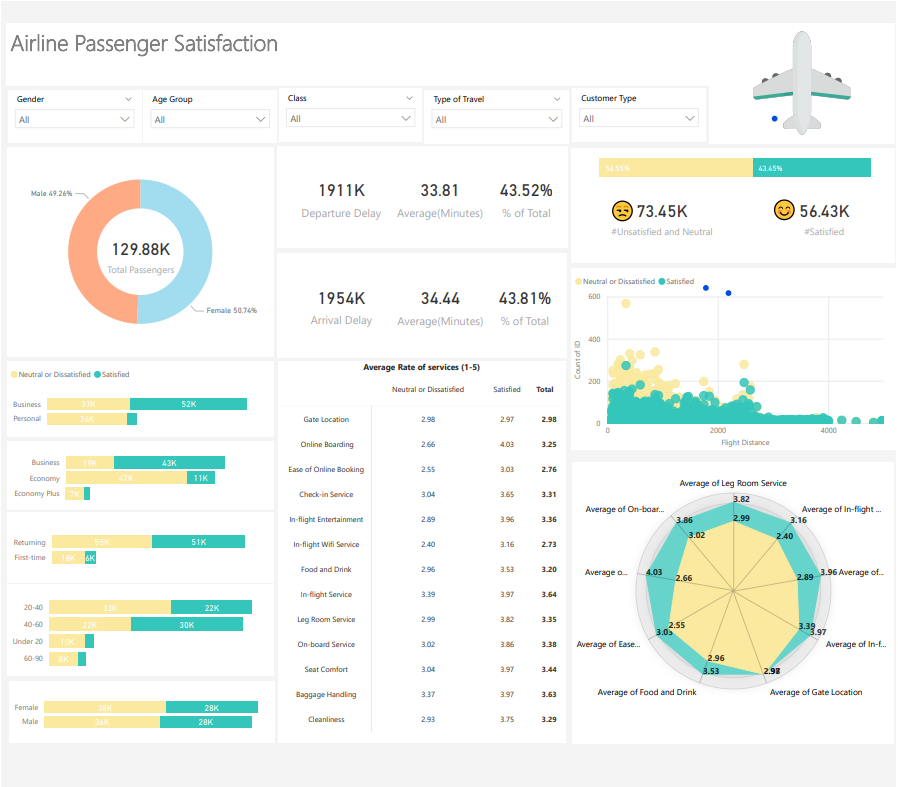 Airline Passenger Satisfaction
Gender
All
Age Group
All
Class
All
Type of Travel
All
Customer Type
All
Male 49.26%
129.88K
Total Passengers
Female 50.74%
1911K 33.81 43.52%
Departure Delay Average(Minutes) % of Total
1954K 34.44 43.81%
Arrival Delay Average(Minutes) % of Total
56.55% 43.45%
73.45K 56.43K
#Unsatisfied and Neutral #Satisfied
Neutral or Dissatisfied Satisfied
600
400
200
0
Count of ID
0 2000 4000
Flight Distance
Neutral or Dissatisfied Satisfied
Business 52K
Personal 36K
Business 19K 43K
Economy 47K 11K
Economy Plus 7K
Returning 55K 51K
First-time 18K 6K
20-40 33K 22K
40-60 22K 30K
Under 20 10K
60-90 8K
Female 38K 28K
Male 36K 28K
Average Rate of services (1-5)
Neutral or Dissatisfied Satisfied Total
Gate Location 2.98 2.97 2.98
Online Boarding 2.66 4.03 3.25
Ease of Online Booking 2.55 3.03 2.76
Check-in Service 3.04 3.65 3.31
In-flight Entertainment 2.89 3.96 3.36
In-flight Wifi Service 2.40 3.16 2.73
Food and Drink 2.96 3.53 3.20
In-flight Service 3.39 3.97 3.64
Leg Room Service 2.99 3.82 3.35
On-board Service 3.02 3.86 3.38
Seat Comfort 3.04 3.97 3.44
Baggage Handling 3.37 3.97 3.63
Cleanliness 2.93 3.75 3.29
Average of Leg Room Service
3.82
2.99
Average of In-flight ...
3.16
2.40
3.96 Average of...
2.89
3.39
3.97
Average of In-f...
2.98
Average of Gate Location
2.96
3.53
Average of Food and Drink
2.55
3.03
Average of Ease...
Average o...
4.03
2.66
Average of On-boar...
3.86
3.02